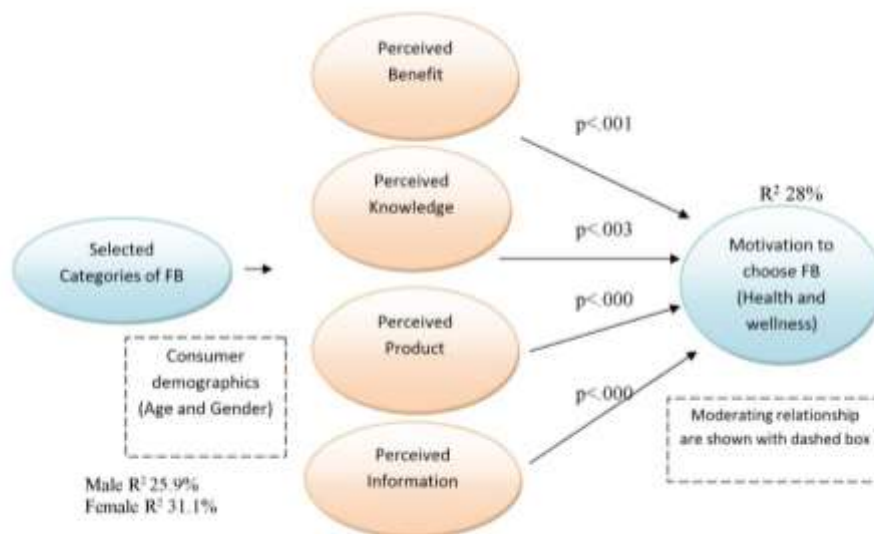 Perceived
Benefit
p<.001
Perceived
Knowledge
p<.003
R² 28%
Selected
Categories of FB
Motivation to
choose FB
(Health and
wellness)
p<.000
Perceived
Product
Consumer
demographics
(Age and Gender)
p<.000
Moderating relationship
are shown with dashed box
Perceived
Information
Male R² 25.9%
Female R² 31.1%